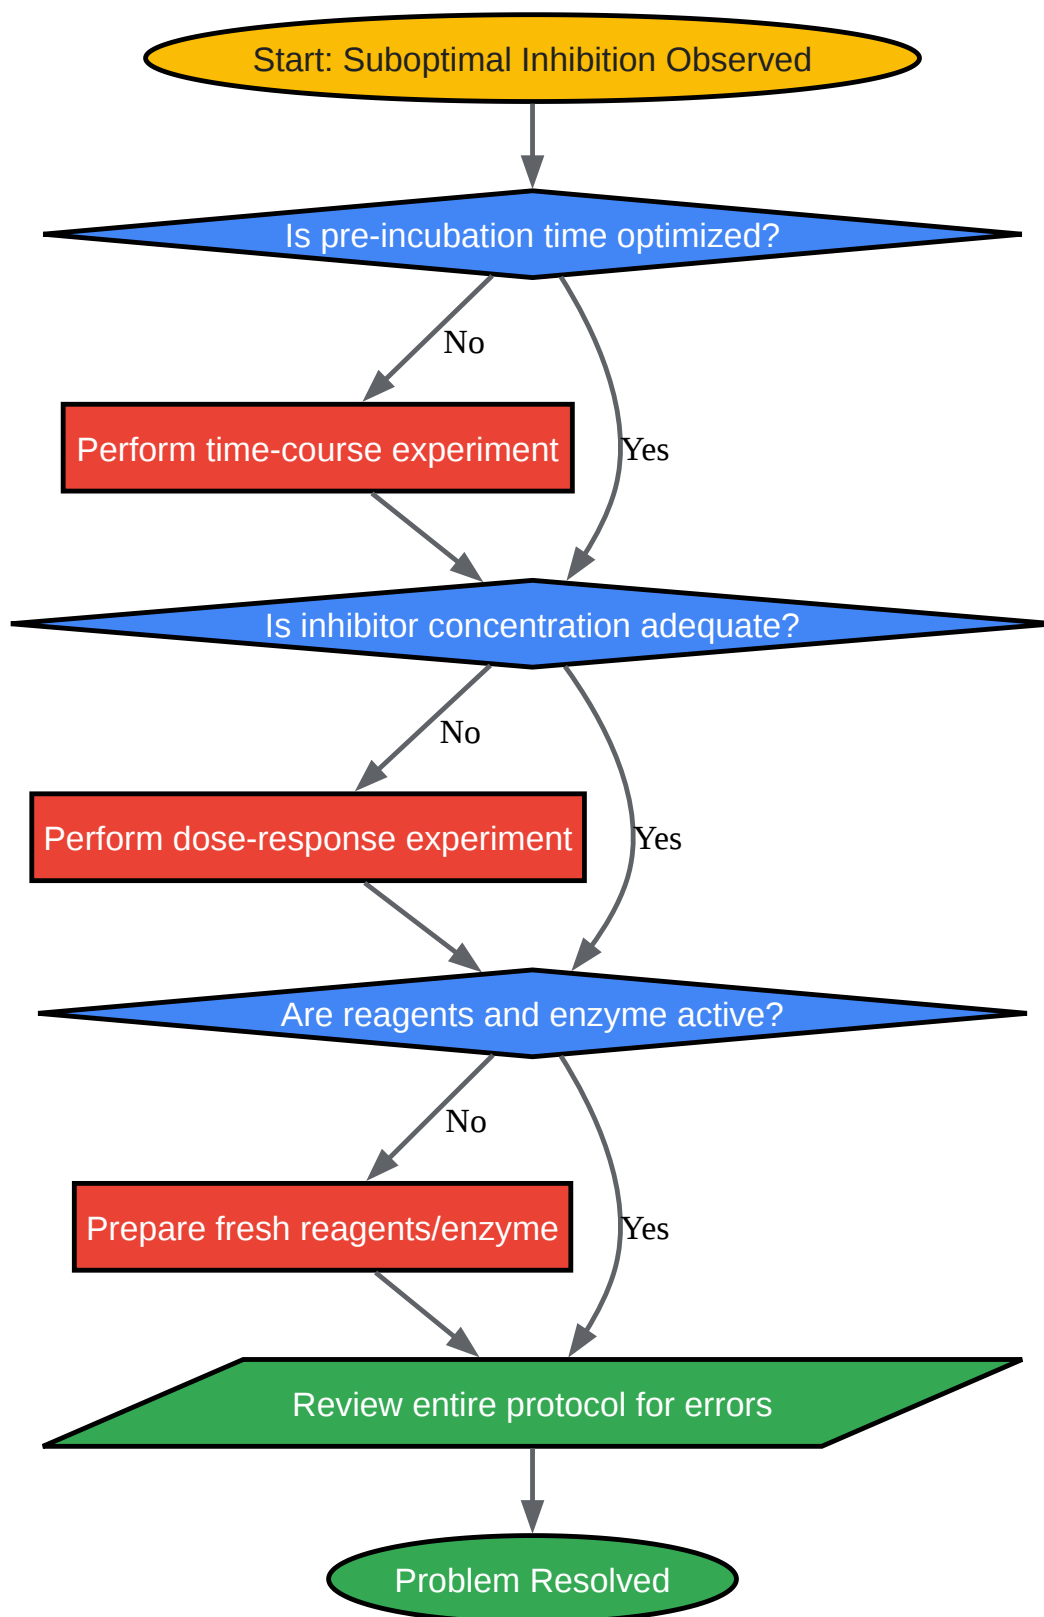 Start: Suboptimal Inhibition Observed
Is pre-incubation time optimized?
No
Perform time-course experiment
Yes
Is inhibitor concentration adequate?
No
Perform dose-response experiment
Yes
Are reagents and enzyme active?
No
Prepare fresh reagents/enzyme
Yes
Review entire protocol for errors
Problem Resolved